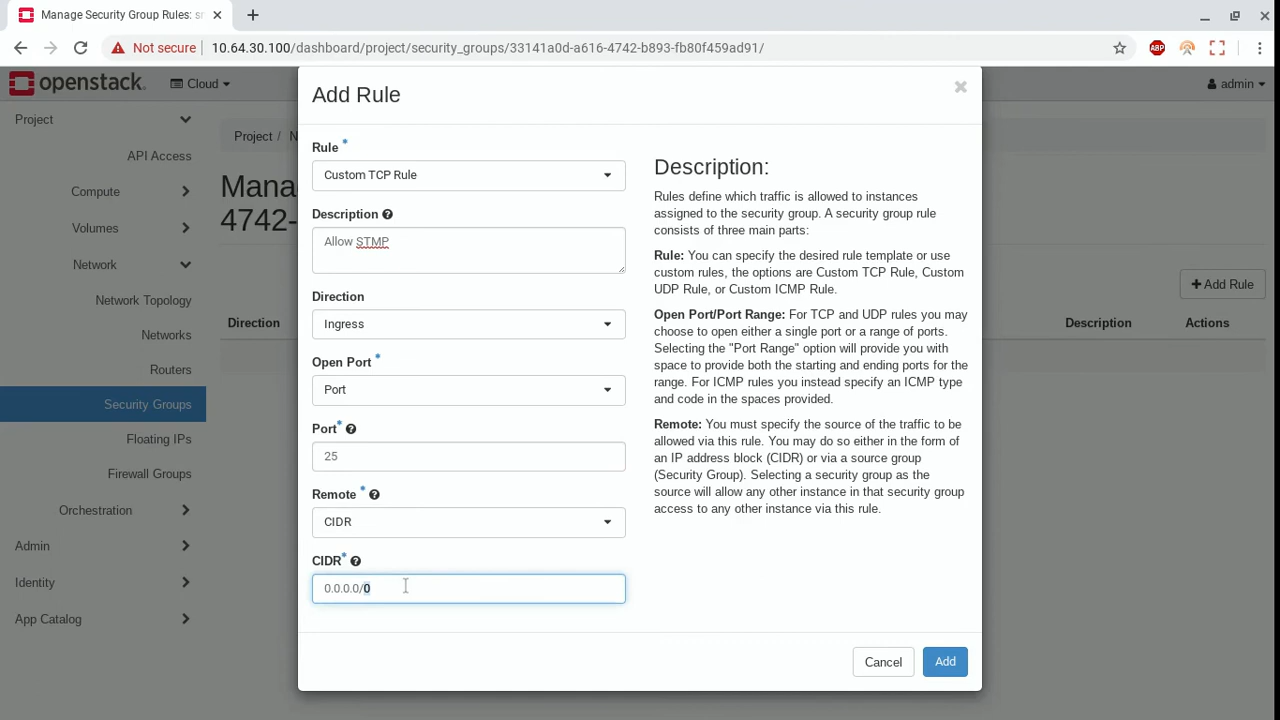 Manage Security Group Rules: sr
Not secure 10.64.30.100/dashboard/project/security_groups/33141a0d-a616-4742-b893-fb80f459ad91/
ABP
openstack. Cloud admin
Project
API Access
Compute
Volumes
Network
Network Topology
Networks
Routers
Security Groups
Floating IPs
Firewall Groups
Orchestration
Admin
Identity
App Catalog
Project / N
Mana
4742-
+ Add Rule
Direction Description Actions
Add Rule
Rule *
Custom TCP Rule
Description
Allow STMP
Direction
Ingress
Open Port *
Port
Port*
25
Remote *
CIDR
CIDR*
0.0.0.0/0
Description:
Rules define which traffic is allowed to instances
assigned to the security group. A security group rule
consists of three main parts:
Rule: You can specify the desired rule template or use
custom rules, the options are Custom TCP Rule, Custom
UDP Rule, or Custom ICMP Rule.
Open Port/Port Range: For TCP and UDP rules you may
choose to open either a single port or a range of ports.
Selecting the "Port Range" option will provide you with
space to provide both the starting and ending ports for the
range. For ICMP rules you instead specify an ICMP type
and code in the spaces provided.
Remote: You must specify the source of the traffic to be
allowed via this rule. You may do so either in the form of
an IP address block (CIDR) or via a source group
(Security Group). Selecting a security group as the
source will allow any other instance in that security group
access to any other instance via this rule.
Cancel Add